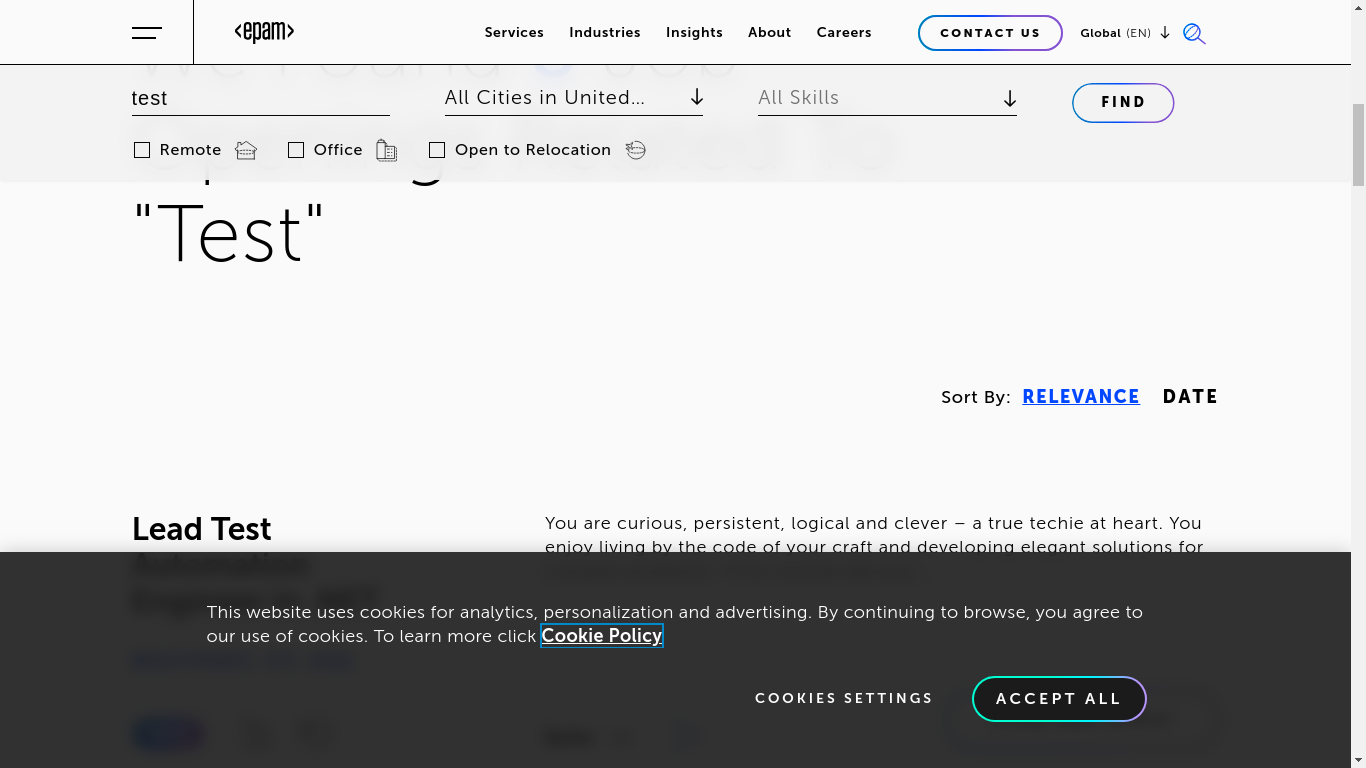 <epam>
Services
Industries
Insights
About
Careers
CONTACT US
Global (EN)
test
All Cities in United...
All Skills
FIND
Remote
Office
Open to Relocation
"Test"
Sort By: RELEVANCE DATE
Lead Test
You are curious, persistent, logical and clever – a true techie at heart. You
enjoy living by the code of your craft and developing elegant solutions for
This website uses cookies for analytics, personalization and advertising. By continuing to browse, you agree to
our use of cookies. To learn more click Cookie Policy
COOKIES SETTINGS
ACCEPT ALL